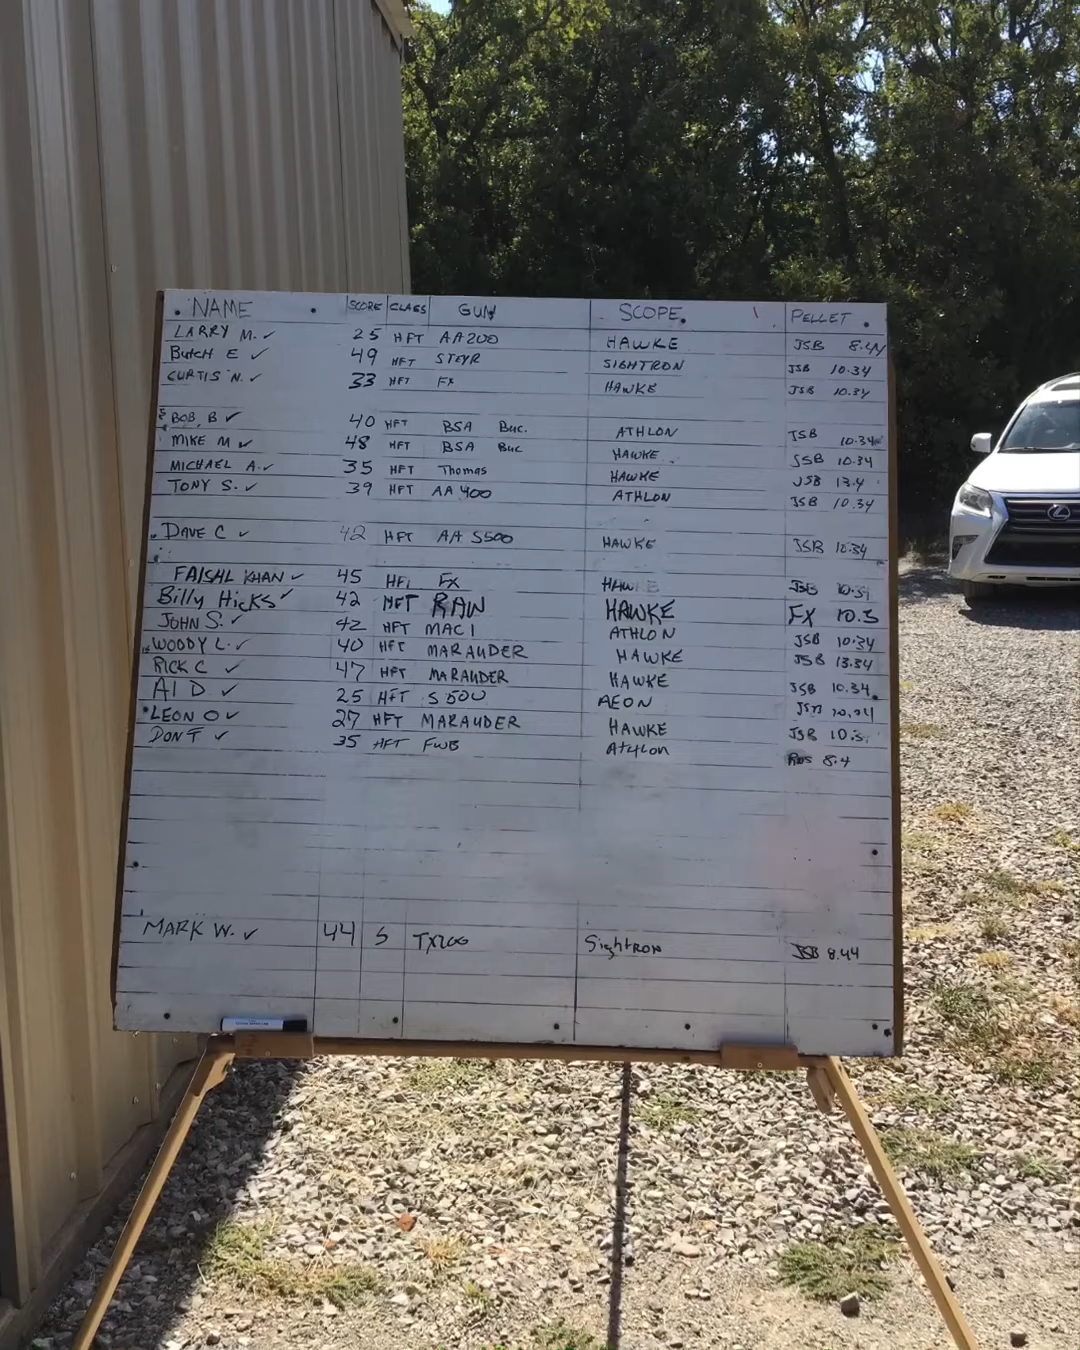 NAME SCORE CLASS GUN SCOPE PELLET
LARRY M. ✓ 25 HFT AA200 HAWKE JSB 8.44
Butch E ✓ 49 HFT STEYR SIGHTRON JSB 10.34
CURTIS N. ✓ 33 HFT FX HAWKE JSB 10.34
BOB, B ✓ 40 HFT BSA Buc. ATHLON JSB 10.34
MIKE M ✓ 48 HFT BSA Buc HAWKE JSB 10.34
MICHAEL A. ✓ 35 HFT Thomas HAWKE JSB 13.4
TONY S. ✓ 39 HFT AA 400 ATHLON JSB 10.34
DAVE C ✓ 42 HFT AA S500 HAWKE JSB 10.34
FAISAL KHAN ✓ 45 HFT FX HAWKE JSB 10.34
Billy Hicks ✓ 42 HFT RAW HAWKE FX 10.3
JOHN S. ✓ 42 HFT MAC1 ATHLON JSB 10.34
WOODY L. ✓ 40 HFT MARAUDER HAWKE JSB 13.34
RICK C ✓ 47 HFT MARAUDER HAWKE JSB 10.34
Al D ✓ 25 HFT S500 AEON JSB 10.34
LEON O ✓ 27 HFT MARAUDER HAWKE JSB 10.3
DON T ✓ 35 HFT FWB Athlon 8.4
MARK W. ✓ 44 S TX200 Sightron JSB 8.44